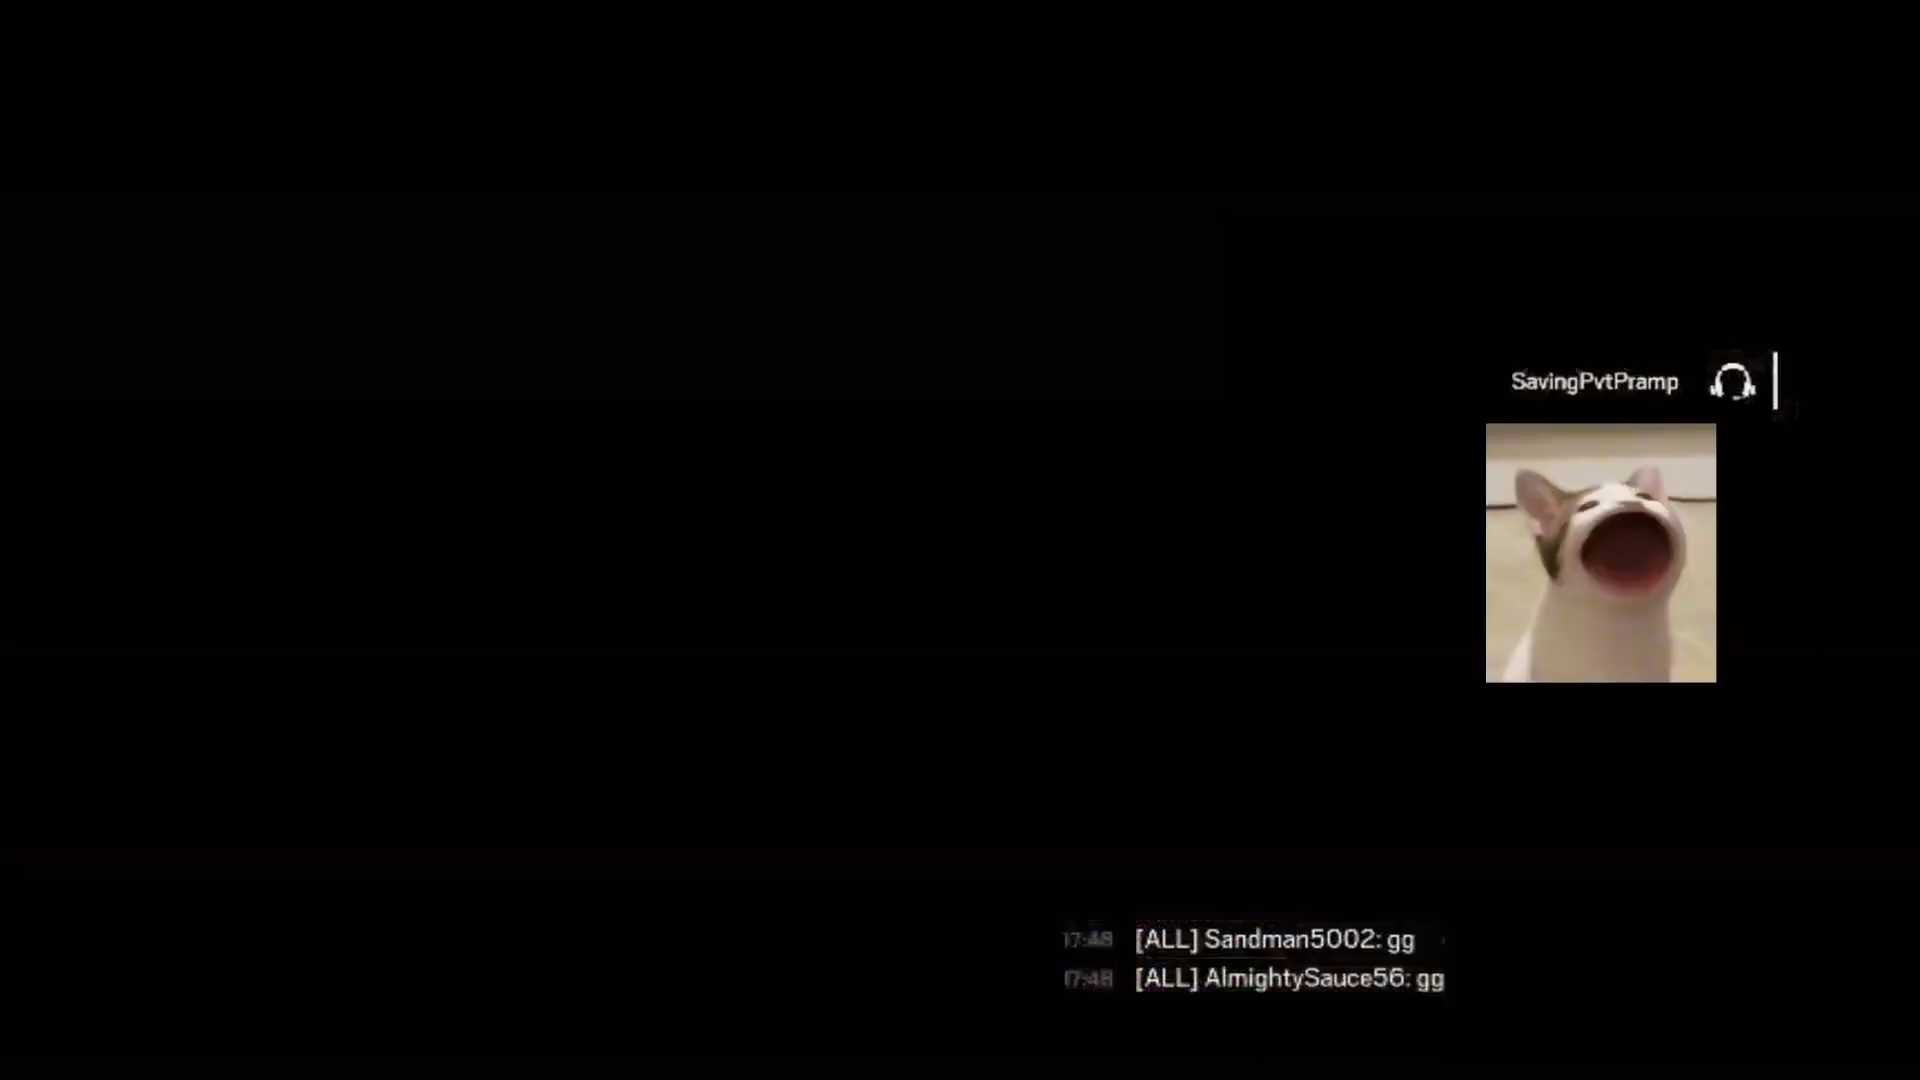 SavingPvtPramp
17:48 [ALL] Sandman5002: gg
17:48 [ALL] AlmightySauce56: gg